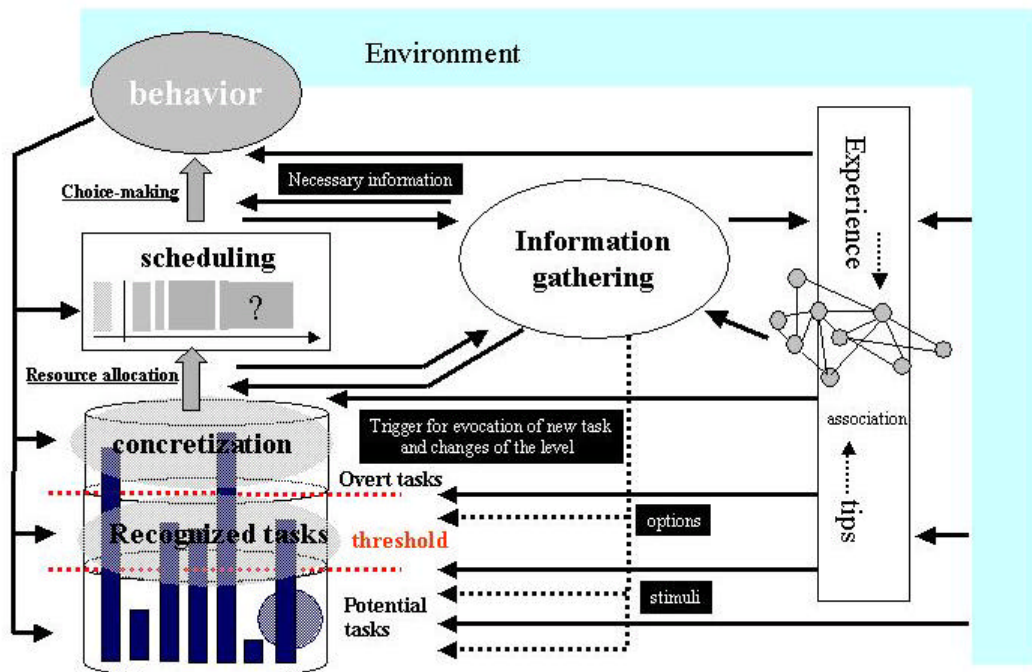 Environment
behavior
Choice-making
Necessary information
Experience
Information
gathering
scheduling
?
Resource allocation
association
Trigger for evocation of new task
and changes of the level
concretization
Overt tasks
options
tips
Recognized tasks
threshold
stimuli
Potential
tasks